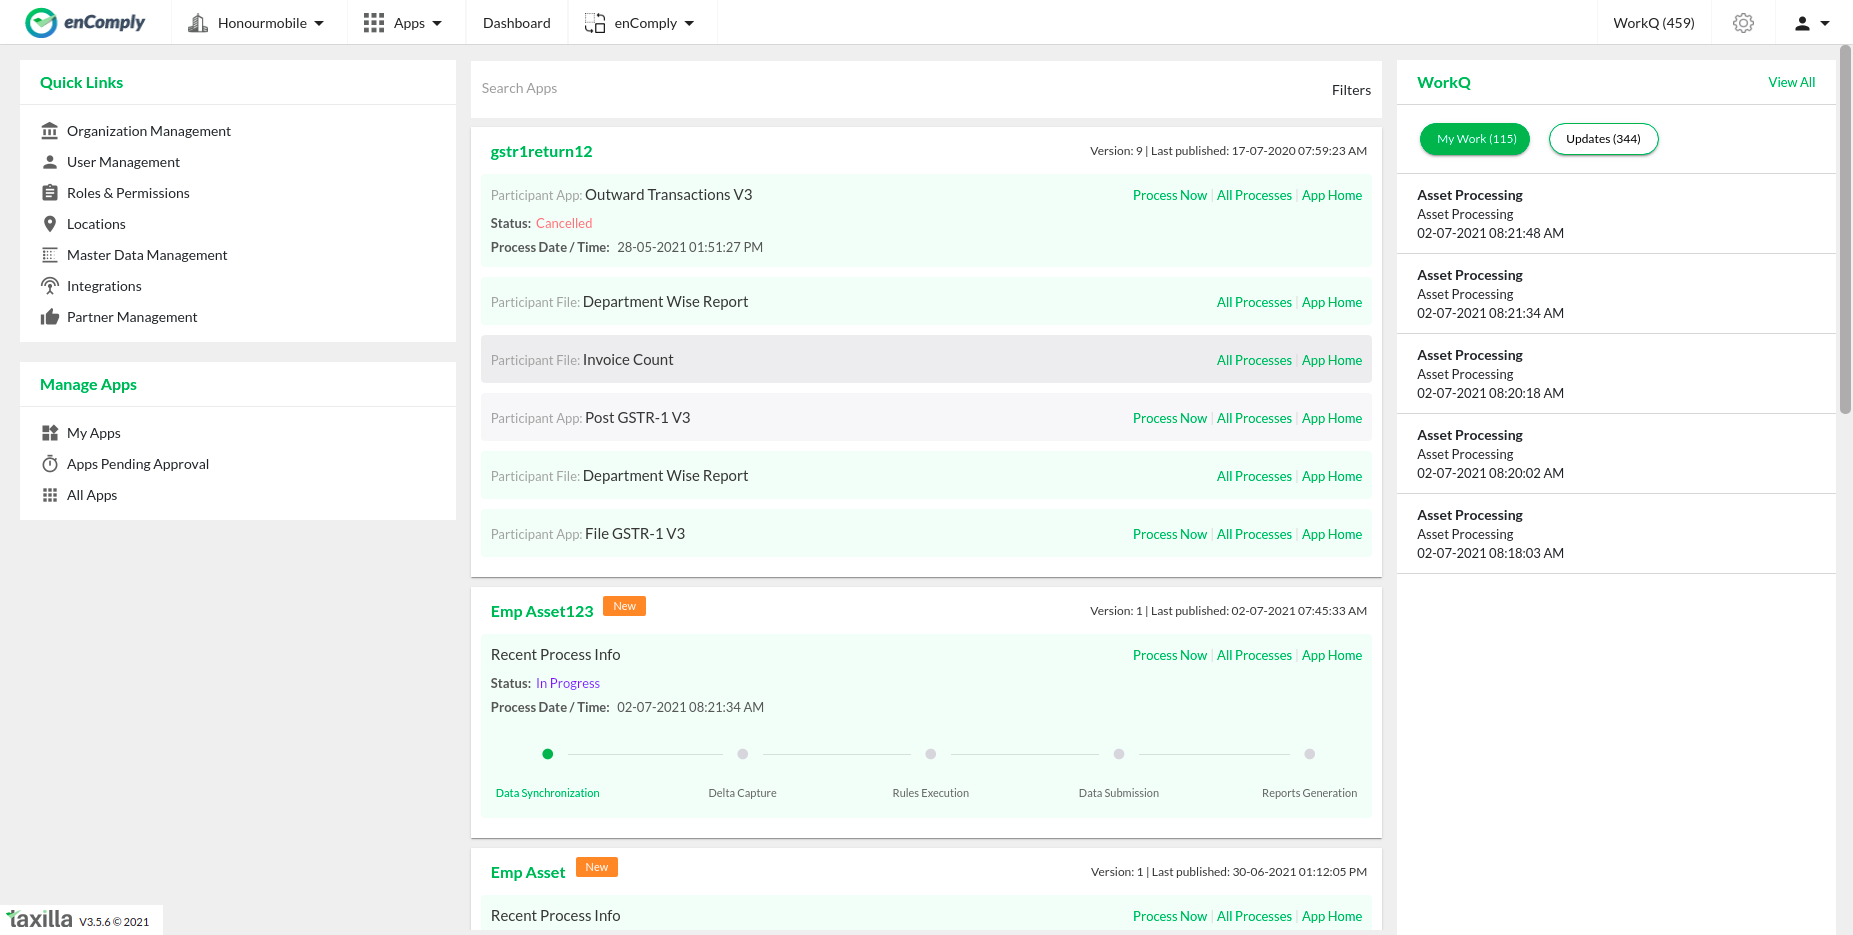 enComply
Honourmobile
Apps
Dashboard
enComply
WorkQ (459)
Quick Links
Organization Management
User Management
Roles & Permissions
Locations
Master Data Management
Integrations
Partner Management
Manage Apps
My Apps
Apps Pending Approval
All Apps
Search Apps
Filters
gstr1return12
Version: 9 | Last published: 17-07-2020 07:59:23 AM
Participant App: Outward Transactions V3
Process Now | All Processes | App Home
Status: Cancelled
Process Date / Time: 28-05-2021 01:51:27 PM
Participant File: Department Wise Report
All Processes | App Home
Participant File: Invoice Count
All Processes | App Home
Participant App: Post GSTR-1 V3
Process Now | All Processes | App Home
Participant File: Department Wise Report
All Processes | App Home
Participant App: File GSTR-1 V3
Process Now | All Processes | App Home
Emp Asset123
New
Version: 1 | Last published: 02-07-2021 07:45:33 AM
Recent Process Info
Process Now | All Processes | App Home
Status: In Progress
Process Date / Time: 02-07-2021 08:21:34 AM
Data Synchronization
Delta Capture
Rules Execution
Data Submission
Reports Generation
Emp Asset
New
Version: 1 | Last published: 30-06-2021 01:12:05 PM
Recent Process Info
Process Now | All Processes | App Home
WorkQ
View All
My Work (115)
Updates (344)
Asset Processing
Asset Processing
02-07-2021 08:21:48 AM
Asset Processing
Asset Processing
02-07-2021 08:21:34 AM
Asset Processing
Asset Processing
02-07-2021 08:20:18 AM
Asset Processing
Asset Processing
02-07-2021 08:20:02 AM
Asset Processing
Asset Processing
02-07-2021 08:18:03 AM
taxilla V3.5.6 © 2021